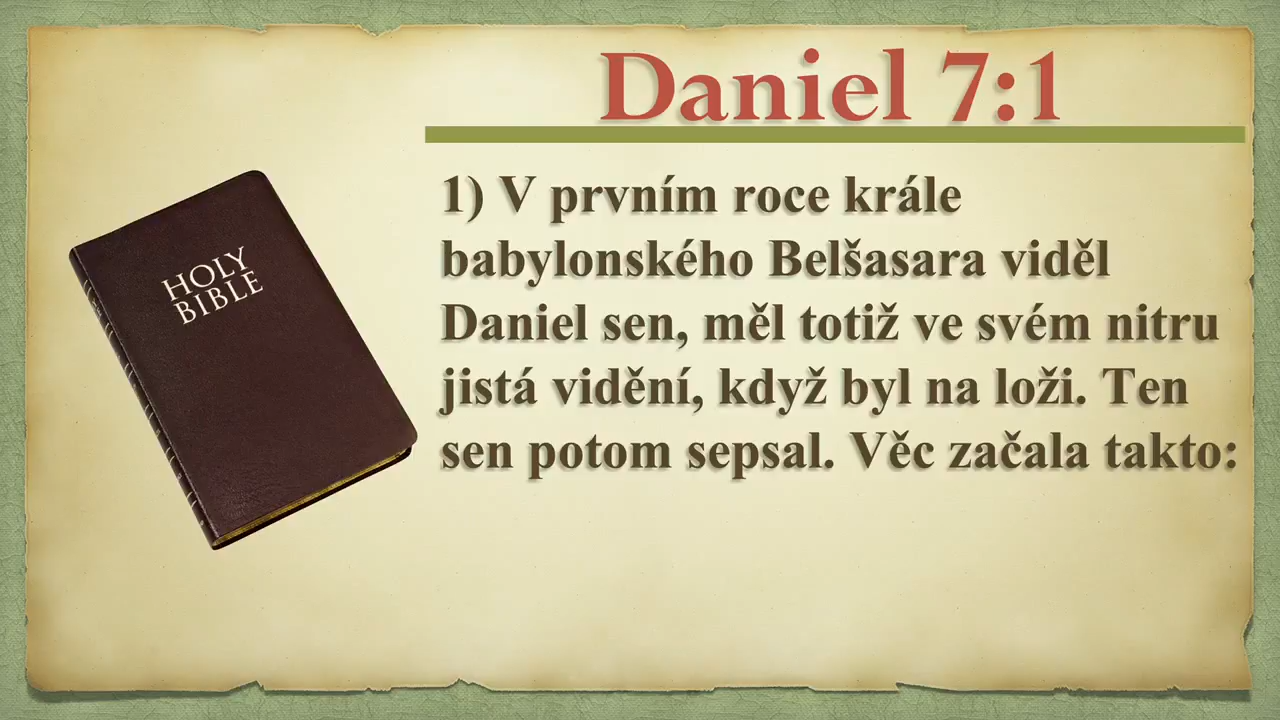 Daniel 7:1
HOLY
BIBLE
1) V prvním roce krále
babylonského Belšasara viděl
Daniel sen, měl totiž ve svém nitru
jistá vidění, když byl na loži. Ten
sen potom sepsal. Věc začala takto: